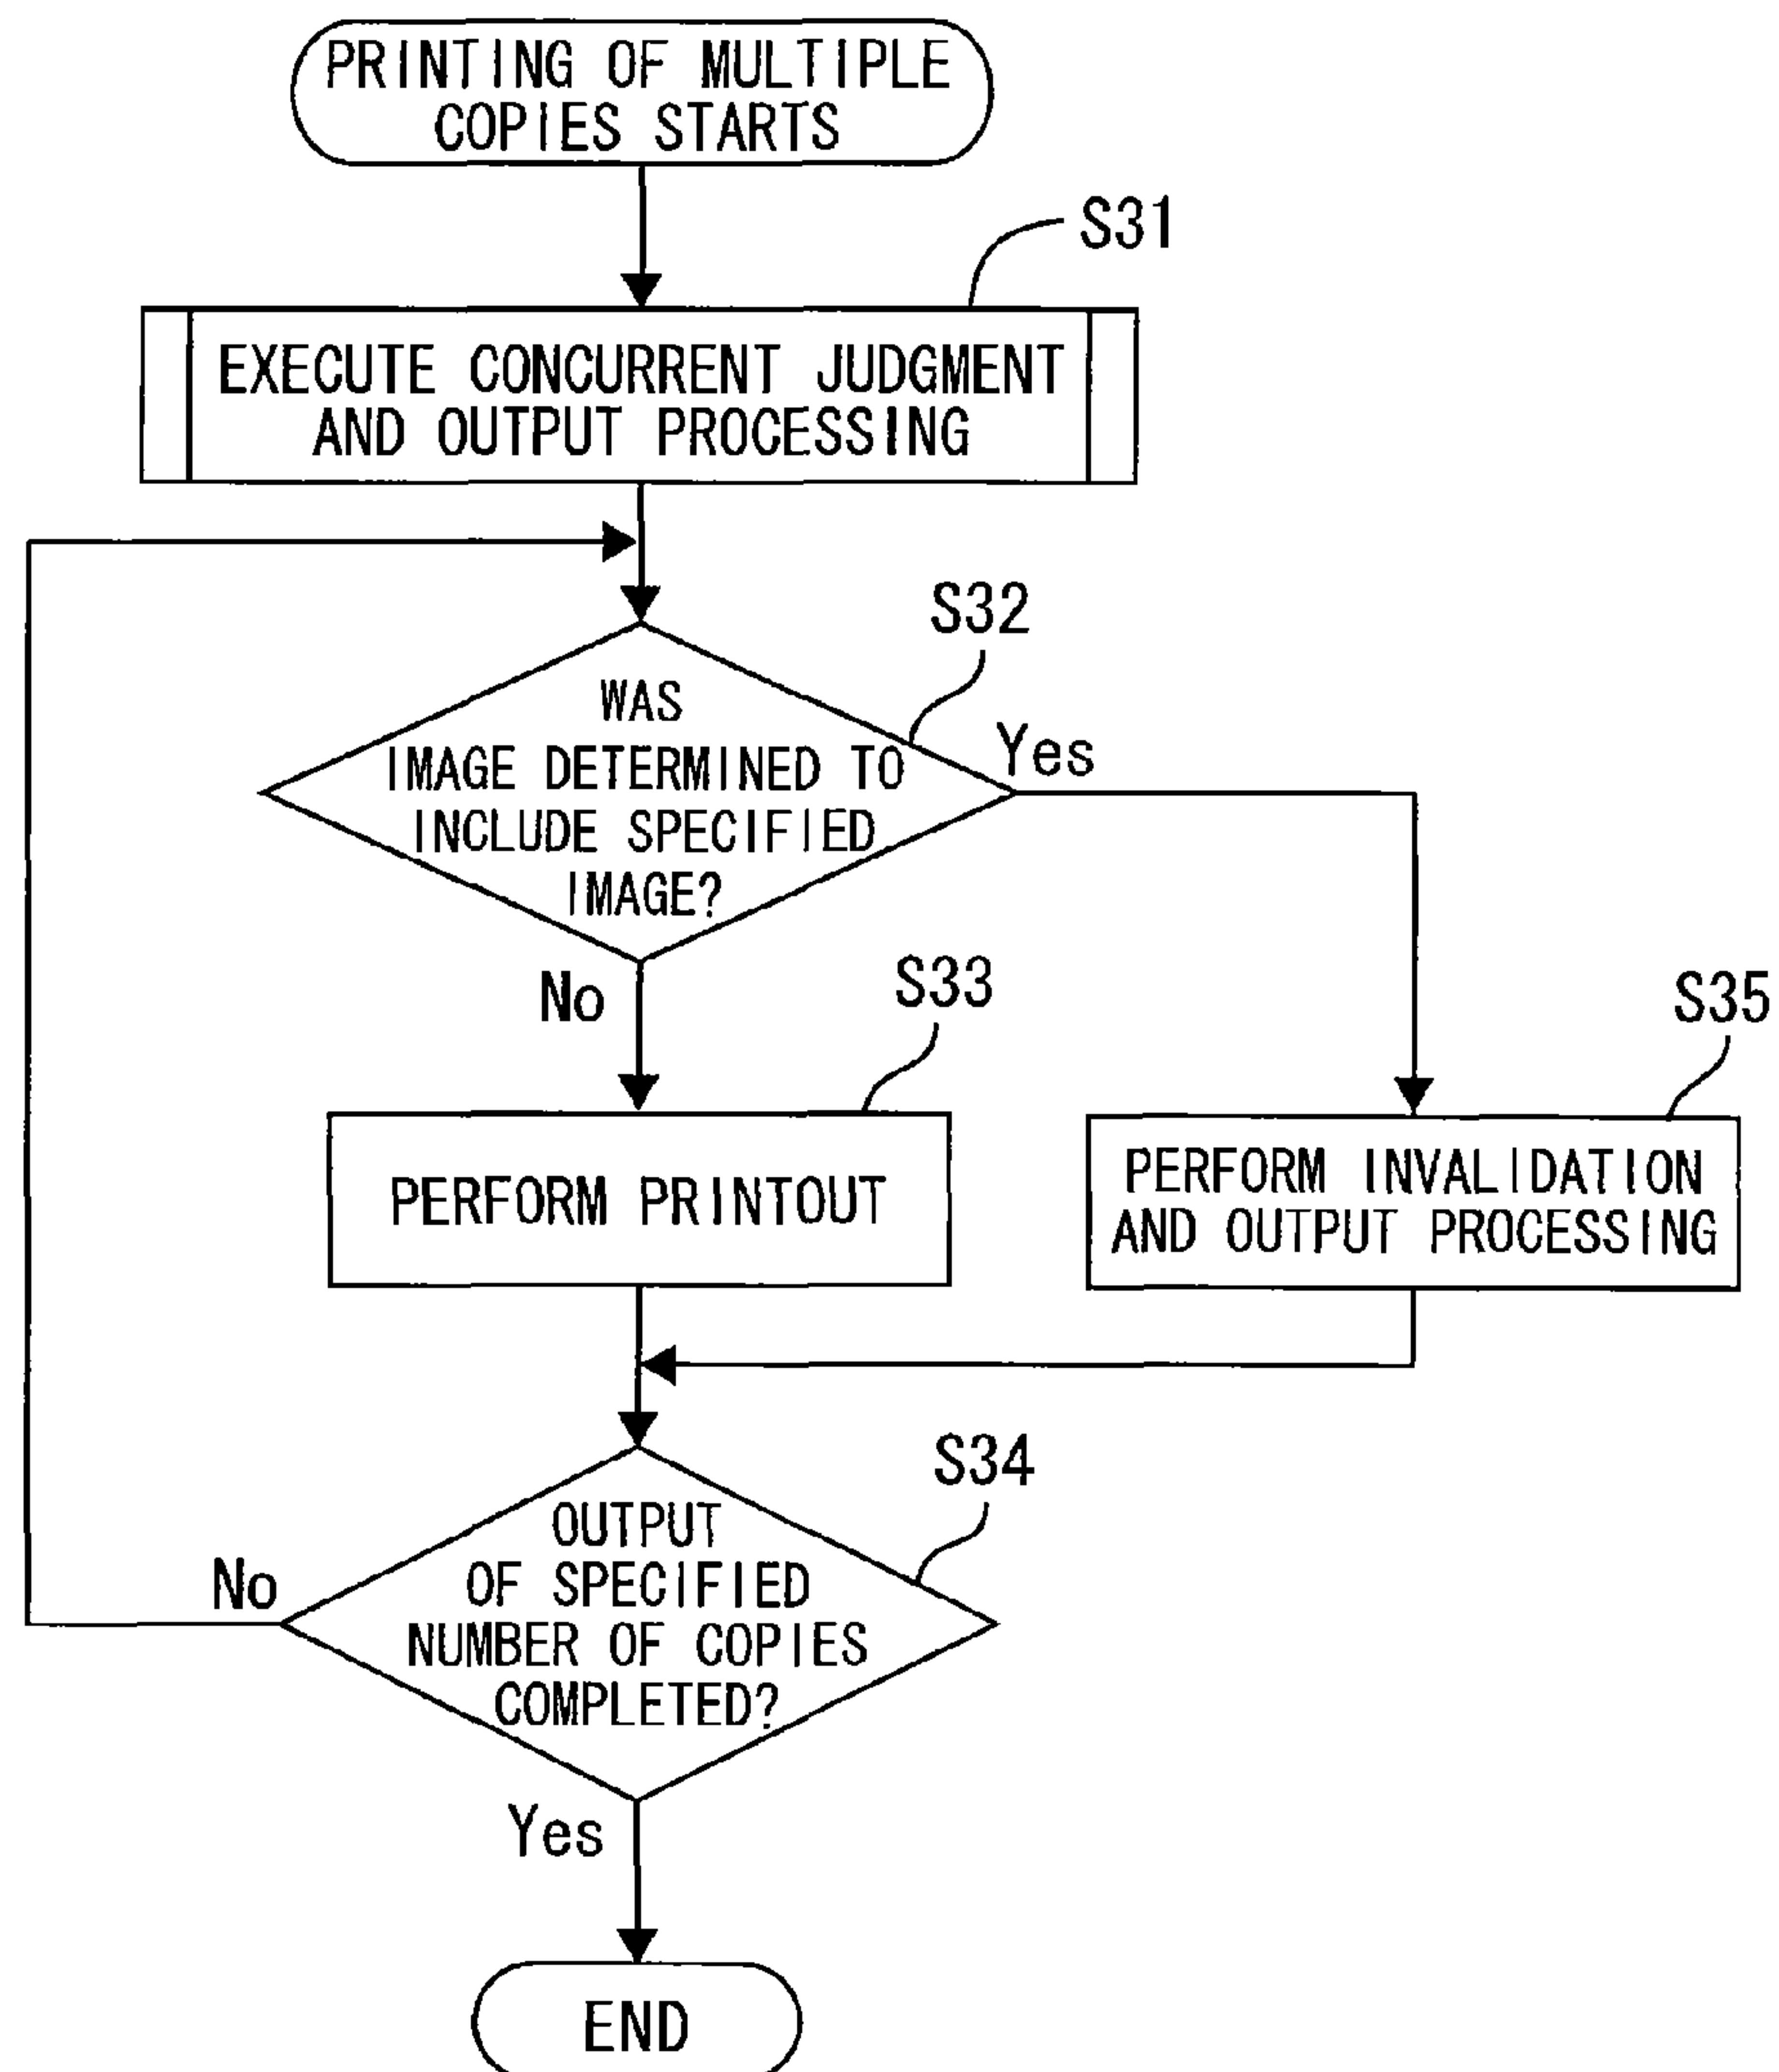 PRINTING OF MULTIPLE
COPIES STARTS
S31
EXECUTE CONCURRENT JUDGMENT
AND OUTPUT PROCESSING
S32
WAS
IMAGE DETERMINED TO
INCLUDE SPECIFIED
IMAGE?
Yes
No
S33
S35
PERFORM PRINTOUT
PERFORM INVALIDATION
AND OUTPUT PROCESSING
S34
OUTPUT
OF SPECIFIED
NUMBER OF COPIES
COMPLETED?
No
Yes
END